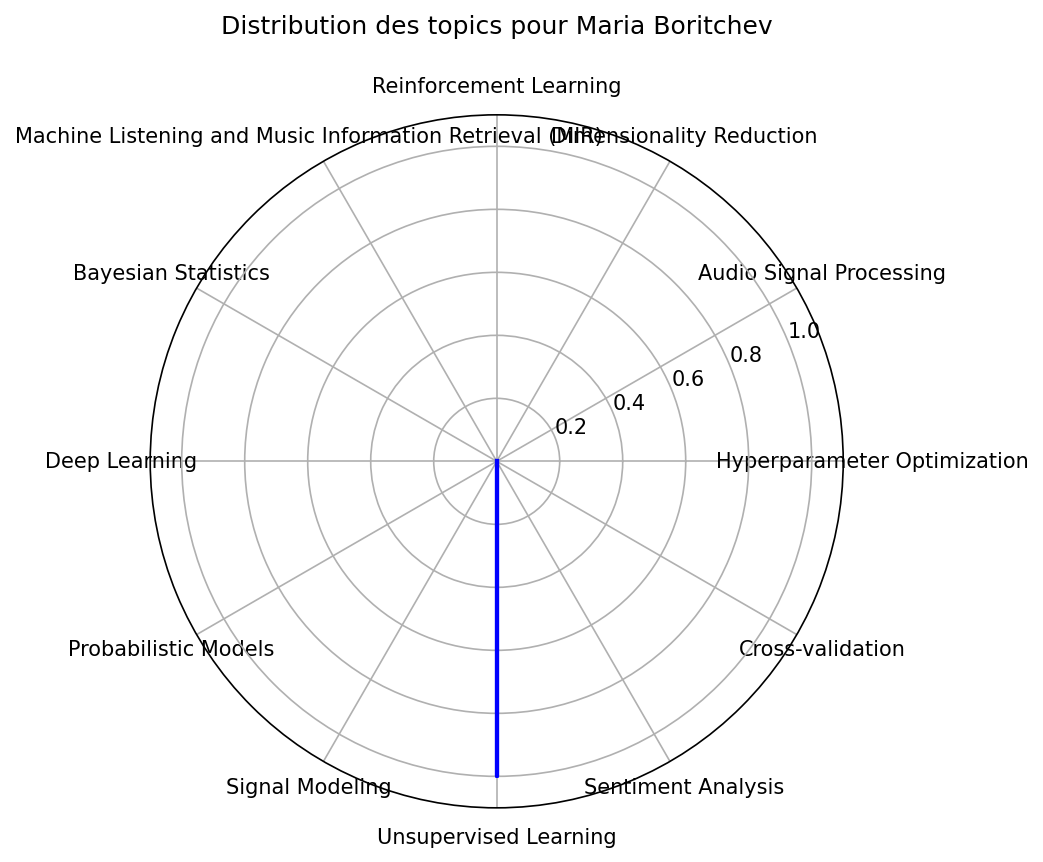 Distribution des topics pour Maria Boritchev
Reinforcement Learning
Machine Listening and Music Information Retrieval (MIR)
Dimensionality Reduction
Bayesian Statistics
Audio Signal Processing
1.0
0.8
0.6
0.4
0.2
Deep Learning
Hyperparameter Optimization
Probabilistic Models
Cross-validation
Signal Modeling
Sentiment Analysis
Unsupervised Learning